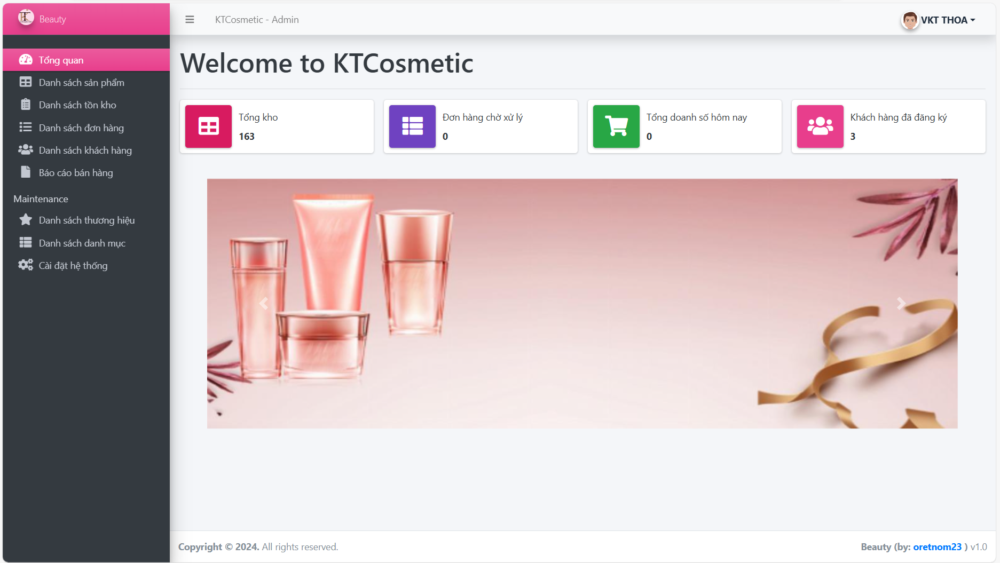 Beauty
KTCosmetic - Admin
VKT THOA
Tổng quan
Danh sách sản phẩm
Danh sách tồn kho
Danh sách đơn hàng
Danh sách khách hàng
Báo cáo bán hàng
Maintenance
Danh sách thương hiệu
Danh sách danh mục
Cài đặt hệ thống
Welcome to KTCosmetic
Tổng kho
163
Đơn hàng chờ xử lý
0
Tổng doanh số hôm nay
0
Khách hàng đã đăng ký
3
Copyright © 2024. All rights reserved.
Beauty (by: oretnom23 ) v1.0